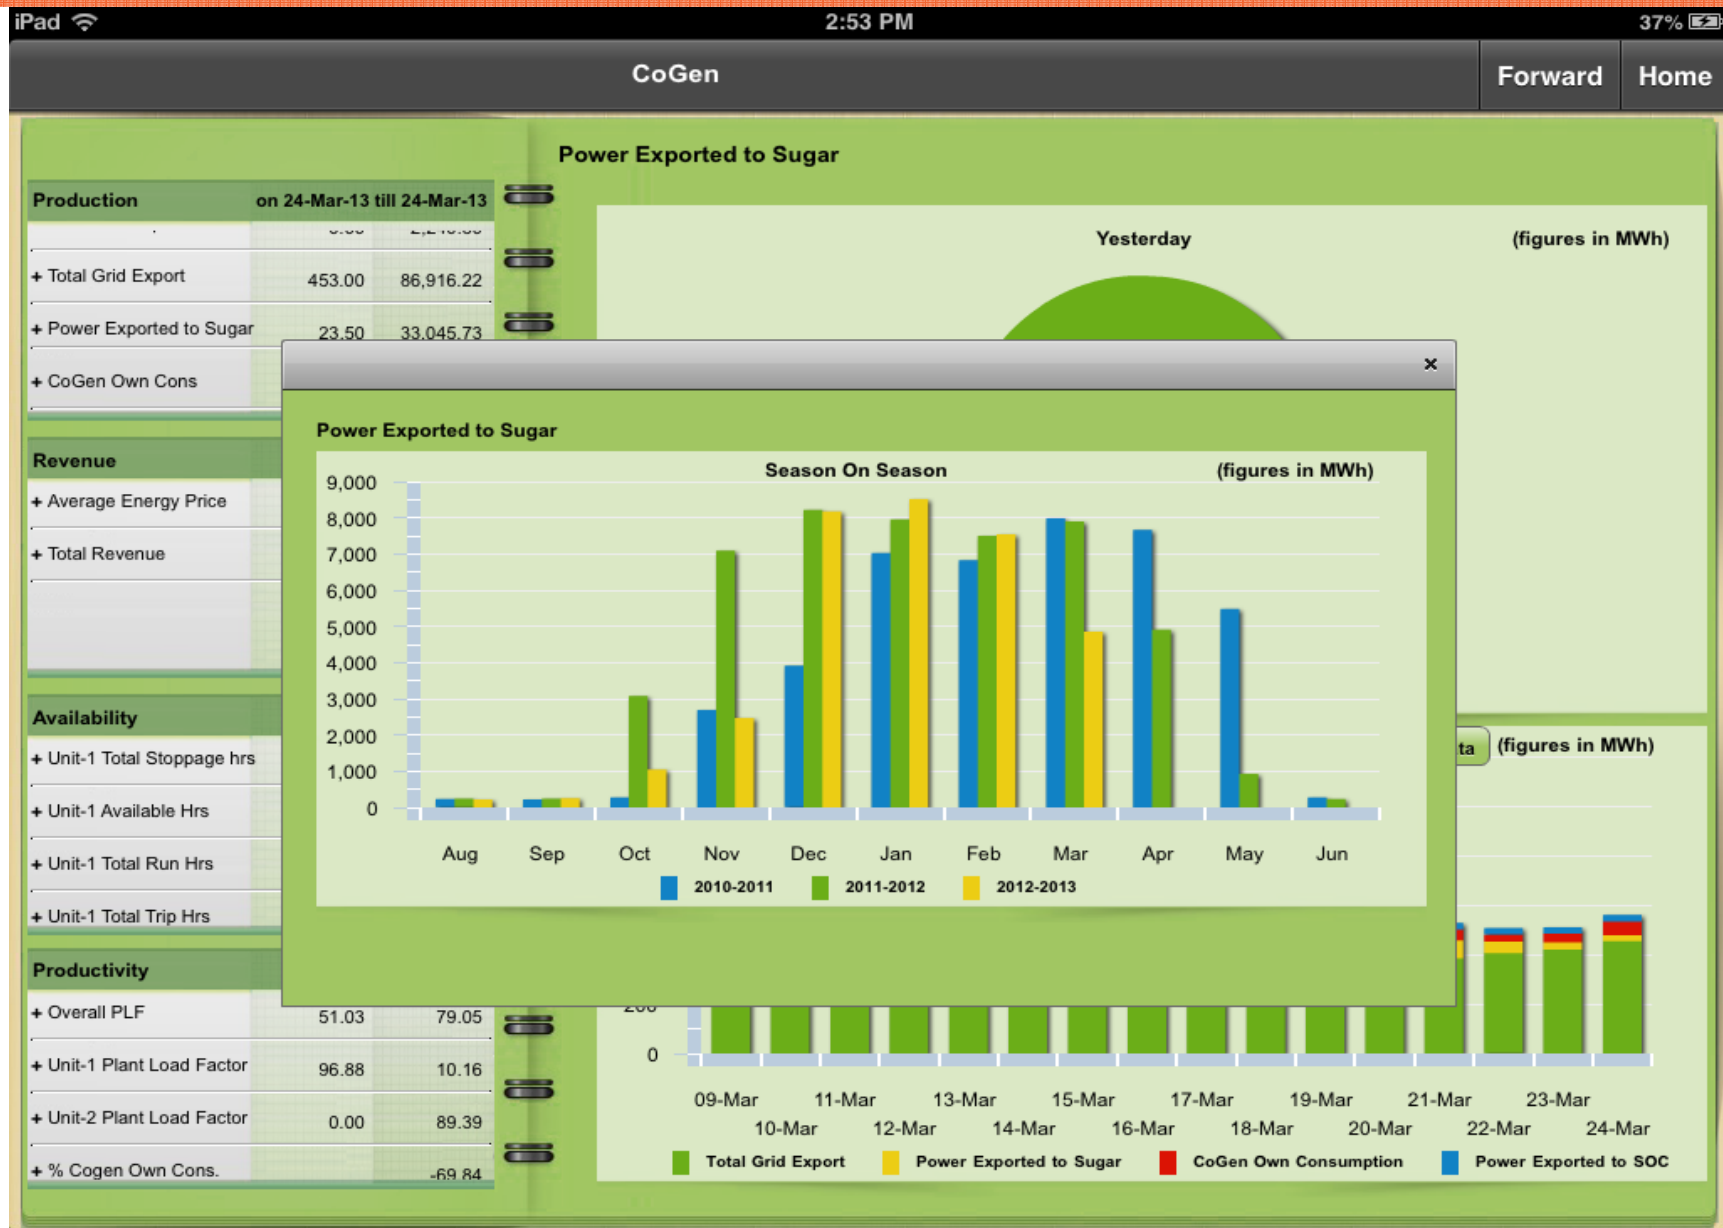 iPad 2:53 PM 37%
CoGen Forward Home
Power Exported to Sugar
Production on 24-Mar-13 till 24-Mar-13
+ Total Grid Export 453.00 86,916.22
+ Power Exported to Sugar 23.50 33,045.73
+ CoGen Own Cons
Revenue
+ Average Energy Price
+ Total Revenue
Availability
+ Unit-1 Total Stoppage hrs
+ Unit-1 Available Hrs
+ Unit-1 Total Run Hrs
+ Unit-1 Total Trip Hrs
Productivity
+ Overall PLF 51.03 79.05
+ Unit-1 Plant Load Factor 96.88 10.16
+ Unit-2 Plant Load Factor 0.00 89.39
+ % Cogen Own Cons. -69.84
Yesterday (figures in MWh)
×
Power Exported to Sugar
Season On Season (figures in MWh)
9,000
8,000
7,000
6,000
5,000
4,000
3,000
2,000
1,000
0
Aug Sep Oct Nov Dec Jan Feb Mar Apr May Jun
2010-2011 2011-2012 2012-2013
ta (figures in MWh)
200
0
09-Mar 11-Mar 13-Mar 15-Mar 17-Mar 19-Mar 21-Mar 23-Mar
10-Mar 12-Mar 14-Mar 16-Mar 18-Mar 20-Mar 22-Mar 24-Mar
Total Grid Export Power Exported to Sugar CoGen Own Consumption Power Exported to SOC